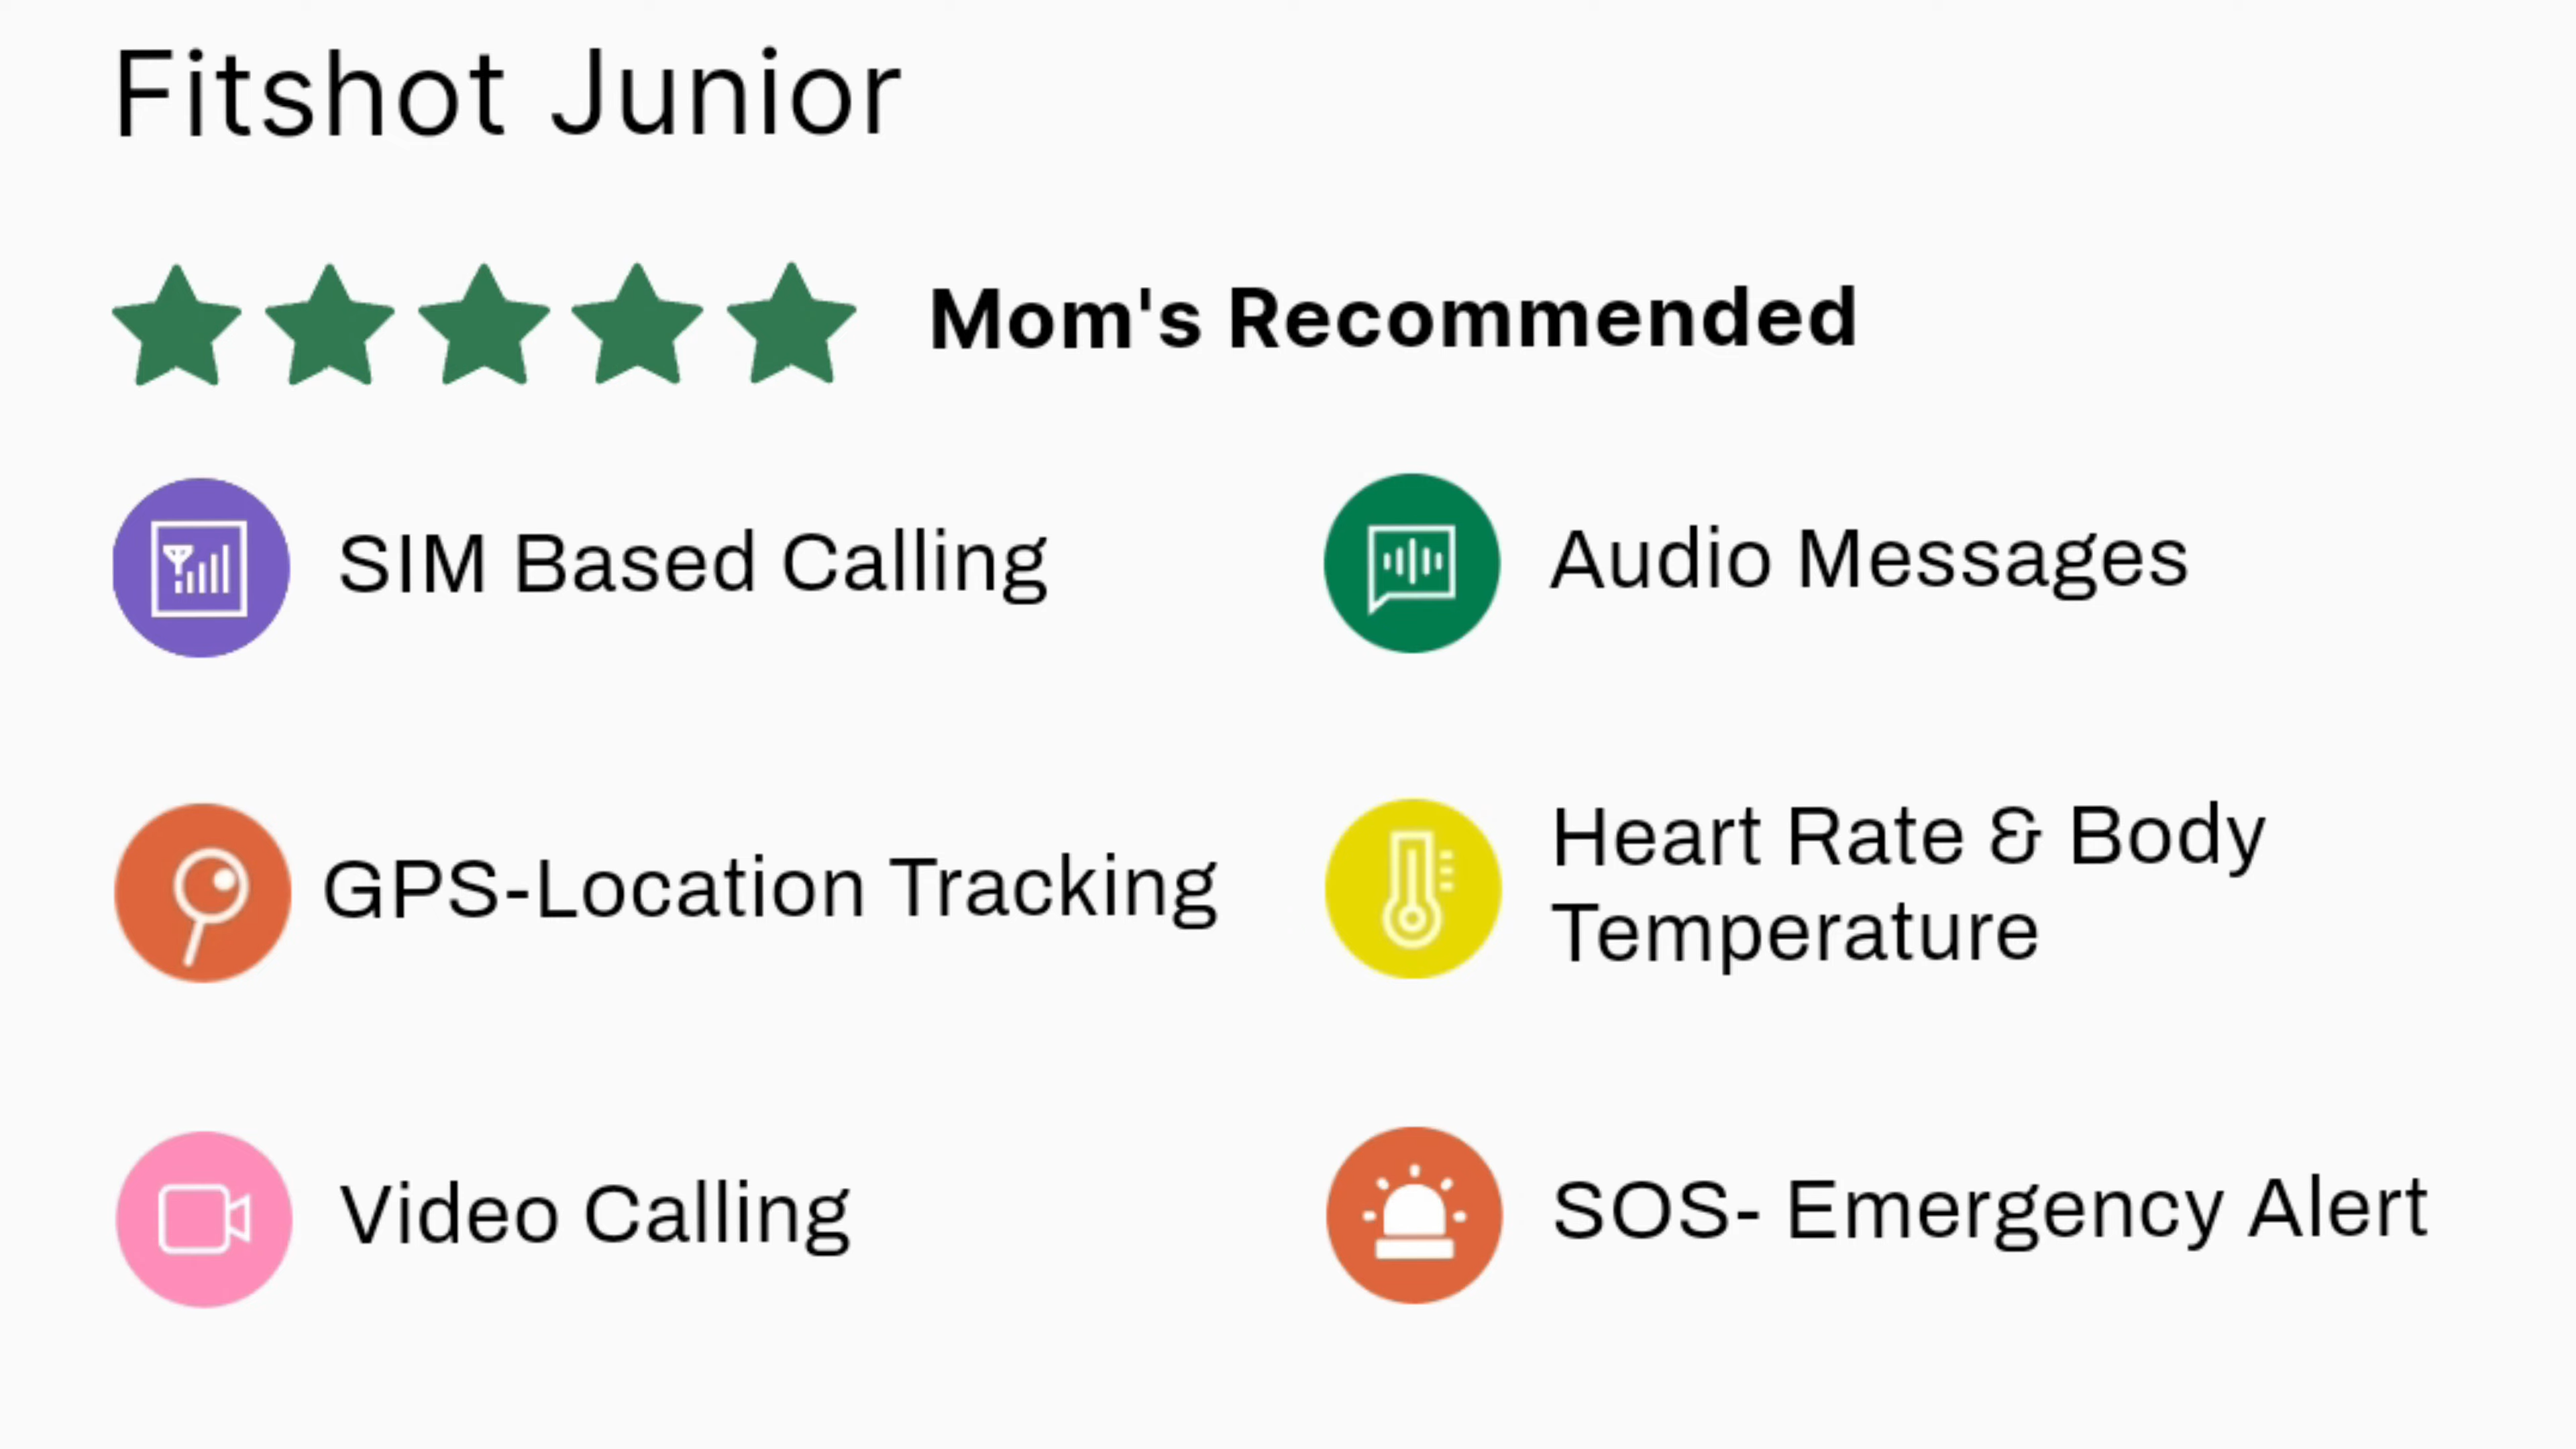 Fitshot Junior
Mom's Recommended
SIM Based Calling
Audio Messages
GPS-Location Tracking
Heart Rate & Body
Temperature
Video Calling
SOS- Emergency Alert